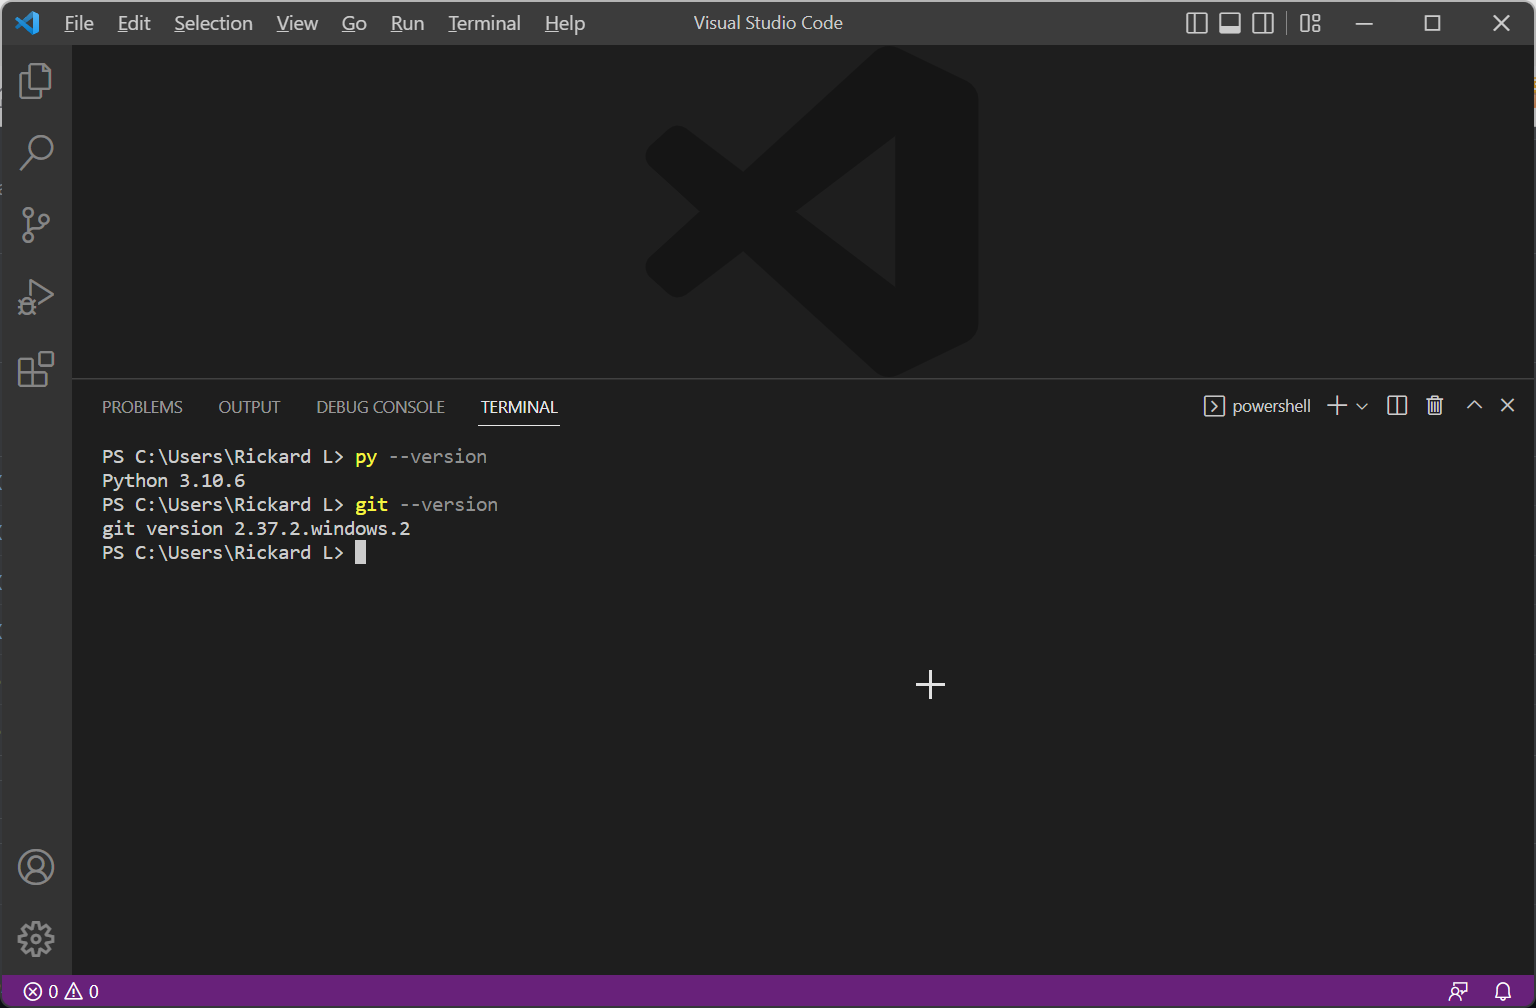 File Edit Selection View Go Run Terminal Help Visual Studio Code
PROBLEMS OUTPUT DEBUG CONSOLE TERMINAL powershell
PS C:\Users\Rickard L> py --version
Python 3.10.6
PS C:\Users\Rickard L> git --version
git version 2.37.2.windows.2
PS C:\Users\Rickard L>
0 0